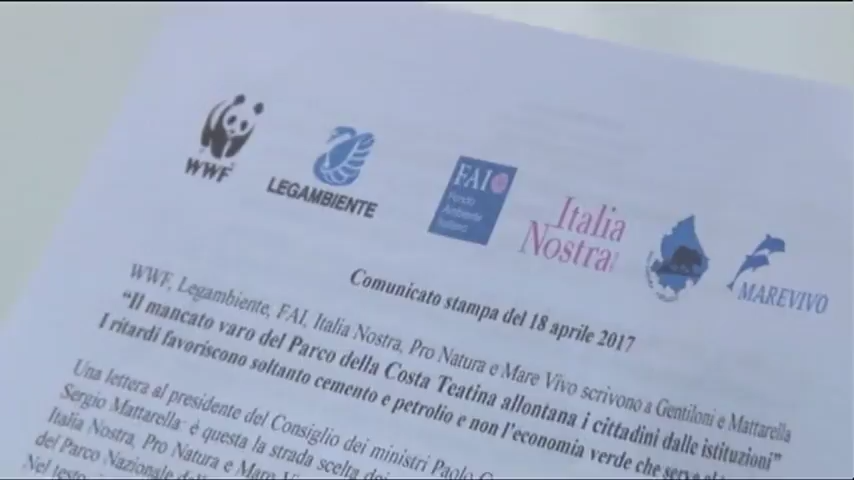 WWF
LEGAMBIENTE
FAI
Fondo
Ambiente
Italiano
Italia
Nostra
MAREVIVO
Comunicato stampa del 18 aprile 2017
WWF, Legambiente, FAI, Italia Nostra, Pro Natura e Mare Vivo scrivono a Gentiloni e Mattarella
“Il mancato varo del Parco della Costa Teatina allontana i cittadini dalle istituzioni”
I ritardi favoriscono soltanto cemento e petrolio e non l'economia verde che serve
Una lettera al presidente del Consiglio dei ministri Paolo
Sergio Mattarella- è questa la strada scelta
Italia Nostra, Pro Natura e Mare
del Parco Nazionale
Nel